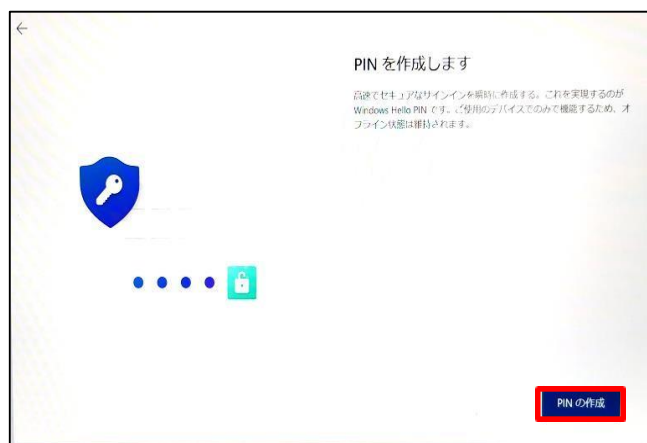 PIN を作成します
高速でセキュアなサインインを瞬時に作成する。これを実現するのが
Windows Hello PIN です。ご使用のデバイスでのみで機能するため、オ
フライン状態は維持されます。
PIN の作成